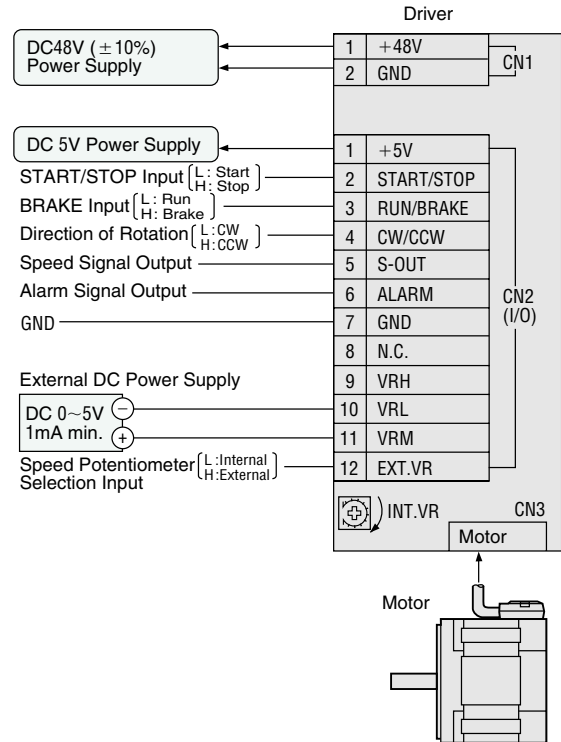 Driver
DC48V (±10%)
Power Supply
1 +48V
2 GND
CN1
DC 5V Power Supply
1 +5V
START/STOP Input [L : Start
H: Stop]
2 START/STOP
BRAKE Input [L : Run
H: Brake]
3 RUN/BRAKE
Direction of Rotation [L :CW
H:CCW]
4 CW/CCW
Speed Signal Output
5 S-OUT
Alarm Signal Output
6 ALARM
GND
7 GND
CN2
(I/O)
8 N.C.
9 VRH
External DC Power Supply
DC 0~5V
1mA min.
−
+
10 VRL
11 VRM
Speed Potentiometer
Selection Input
[L :Internal
H:External]
12 EXT.VR
INT.VR
CN3
Motor
Motor